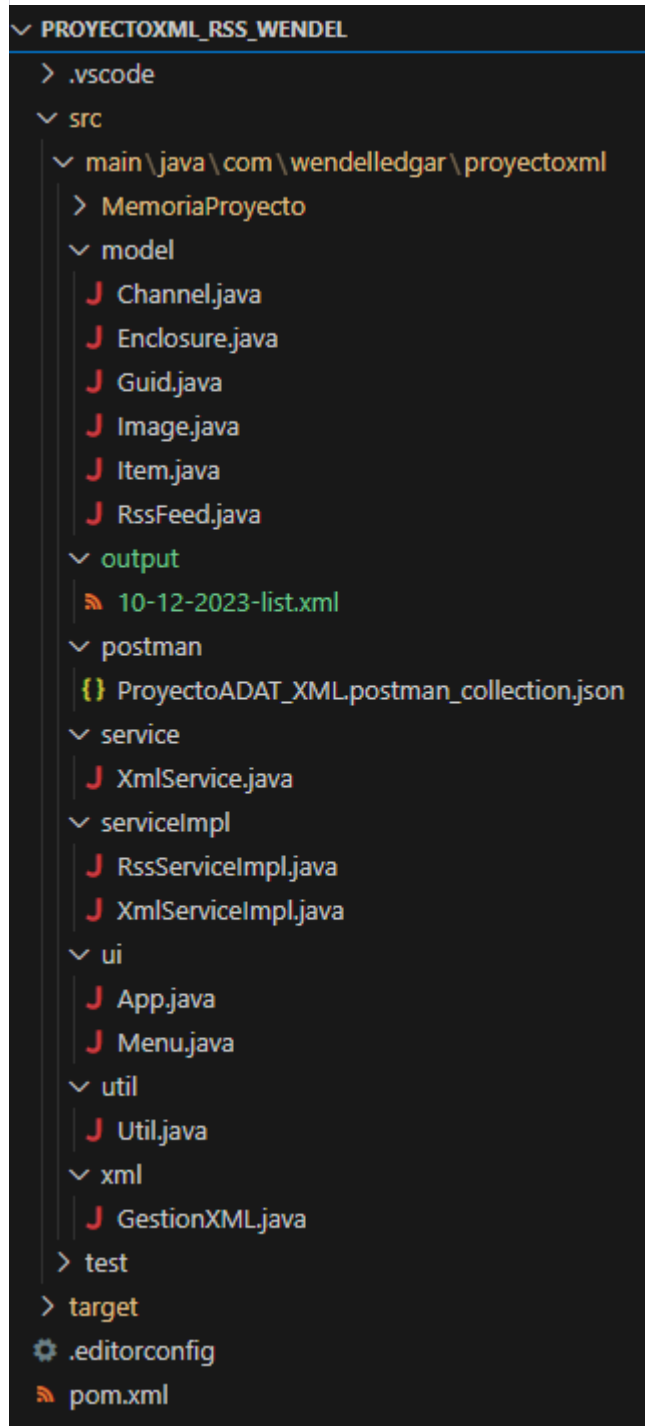 PROYECTOXML_RSS_WENDEL
.vscode
src
main\java\com\wendelledgar\proyectoxml
MemoriaProyecto
model
J Channel.java
J Enclosure.java
J Guid.java
J Image.java
J Item.java
J RssFeed.java
output
10-12-2023-list.xml
postman
{} ProyectoADAT_XML.postman_collection.json
service
J XmlService.java
serviceImpl
J RssServiceImpl.java
J XmlServiceImpl.java
ui
J App.java
J Menu.java
util
J Util.java
xml
J GestionXML.java
test
target
.editorconfig
pom.xml